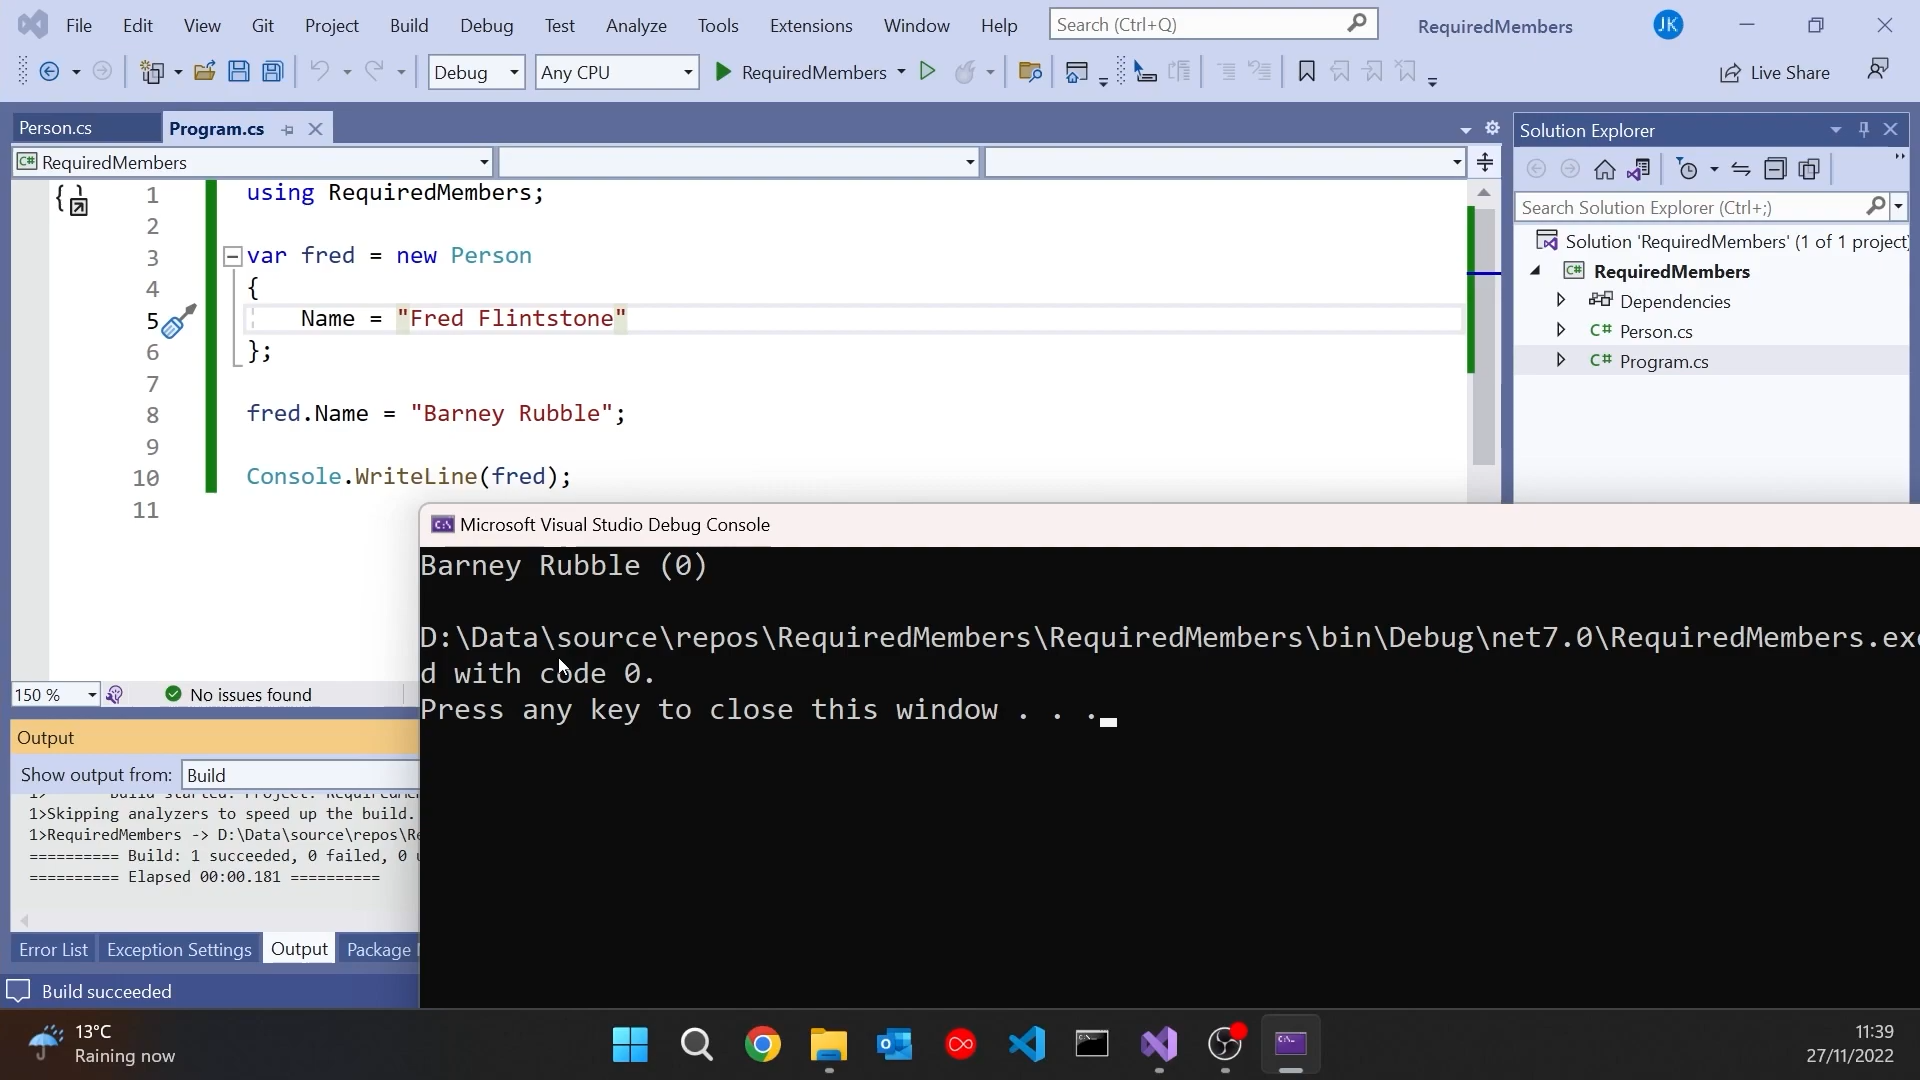 File Edit View Git Project Build Debug Test Analyze Tools Extensions Window Help Search (Ctrl+Q) RequiredMembers JK
Debug Any CPU RequiredMembers Live Share
Person.cs Program.cs
RequiredMembers
1 using RequiredMembers;
2
3 var fred = new Person
4 {
5 Name = "Fred Flintstone"
6 };
7
8 fred.Name = "Barney Rubble";
9
10 Console.WriteLine(fred);
11
Solution Explorer
Search Solution Explorer (Ctrl+;)
Solution 'RequiredMembers' (1 of 1 project)
C# RequiredMembers
Dependencies
C# Person.cs
C# Program.cs
Microsoft Visual Studio Debug Console
Barney Rubble (0)
D:\Data\source\repos\RequiredMembers\RequiredMembers\bin\Debug\net7.0\RequiredMembers.exe
d with code 0.
Press any key to close this window . . .
150 % No issues found
Output
Show output from: Build
1>Skipping analyzers to speed up the build.
1>RequiredMembers -> D:\Data\source\repos\Re
========== Build: 1 succeeded, 0 failed, 0 u
========== Elapsed 00:00.181 ==========
Error List Exception Settings Output Package
Build succeeded
13°C
Raining now
11:39
27/11/2022